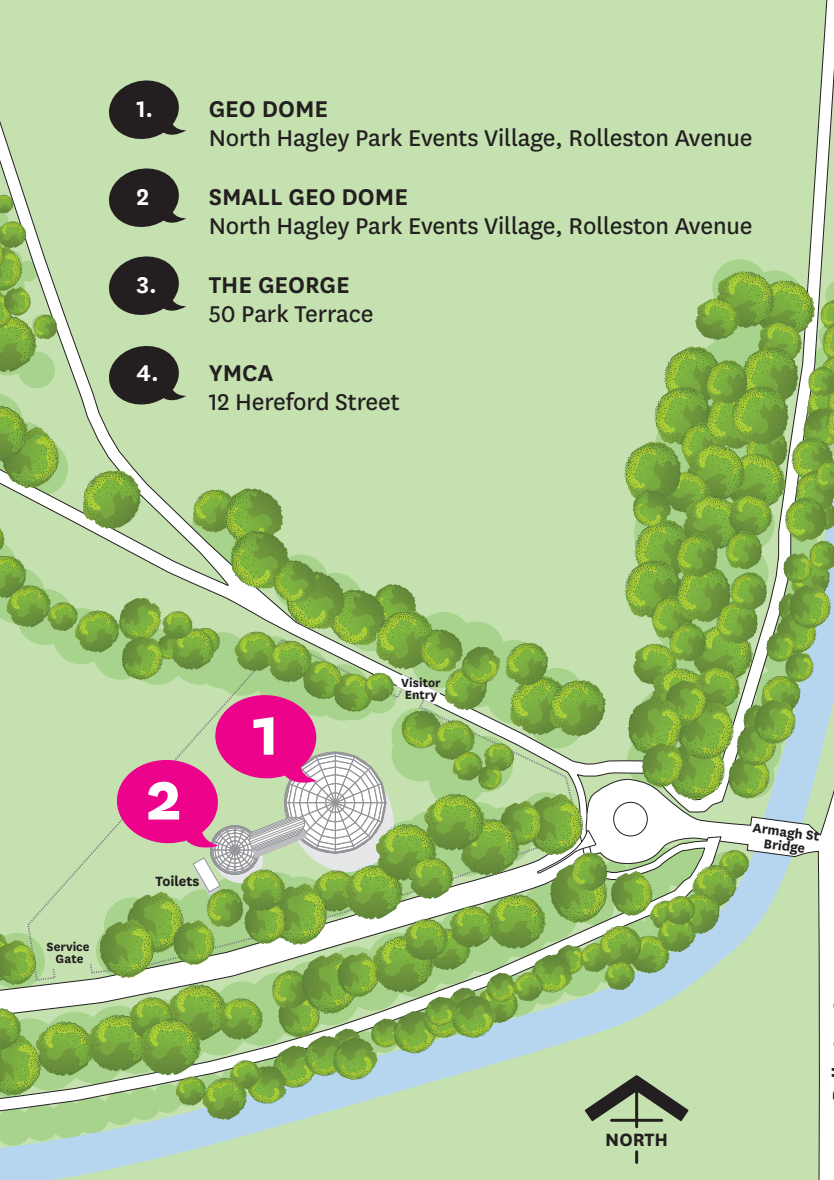 1.
GEO DOME
North Hagley Park Events Village, Rolleston Avenue
2
SMALL GEO DOME
North Hagley Park Events Village, Rolleston Avenue
3.
THE GEORGE
50 Park Terrace
4.
YMCA
12 Hereford Street
Visitor
Entry
1
2
Toilets
Armagh St
Bridge
Service
Gate
NORTH